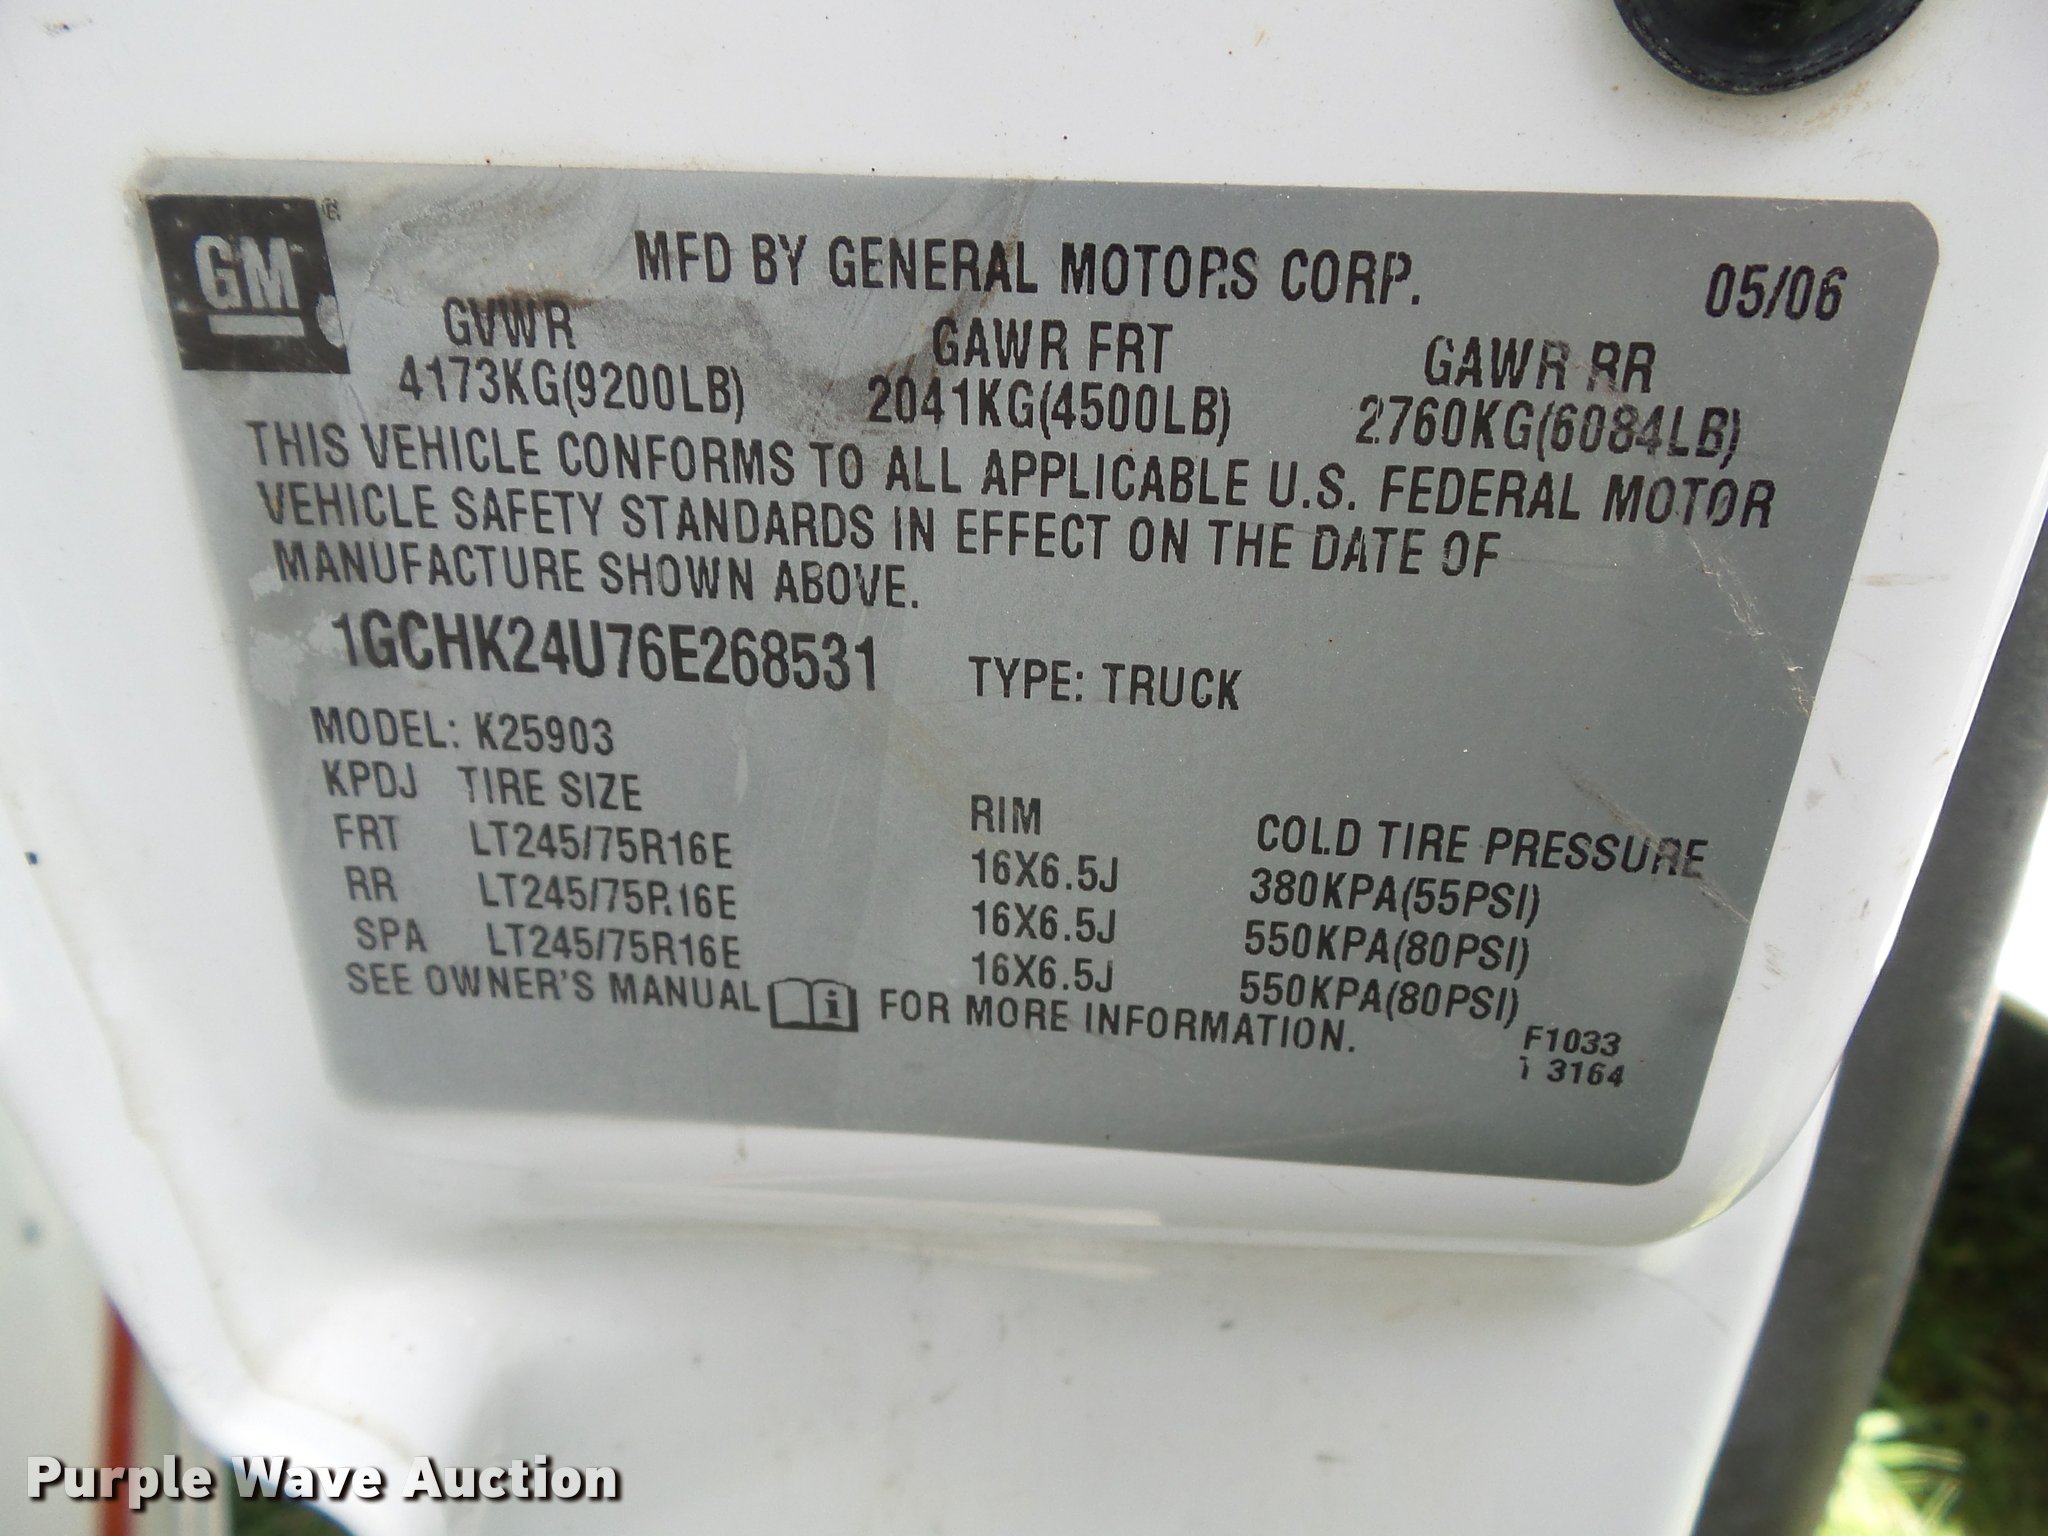 GM
MFD BY GENERAL MOTORS CORP. 05/06
GVWR GAWR FRT GAWR RR
4173KG(9200LB) 2041KG(4500LB) 2760KG(6084LB)
THIS VEHICLE CONFORMS TO ALL APPLICABLE U.S. FEDERAL MOTOR
VEHICLE SAFETY STANDARDS IN EFFECT ON THE DATE OF
MANUFACTURE SHOWN ABOVE.
1GCHK24U76E268531 TYPE: TRUCK
MODEL: K25903
KPDJ TIRE SIZE RIM COLD TIRE PRESSURE
FRT LT245/75R16E 16X6.5J 380KPA(55PSI)
RR LT245/75R16E 16X6.5J 550KPA(80PSI)
SPA LT245/75R16E 16X6.5J 550KPA(80PSI)
SEE OWNER'S MANUAL i FOR MORE INFORMATION.
F1033
3164
Purple Wave Auction